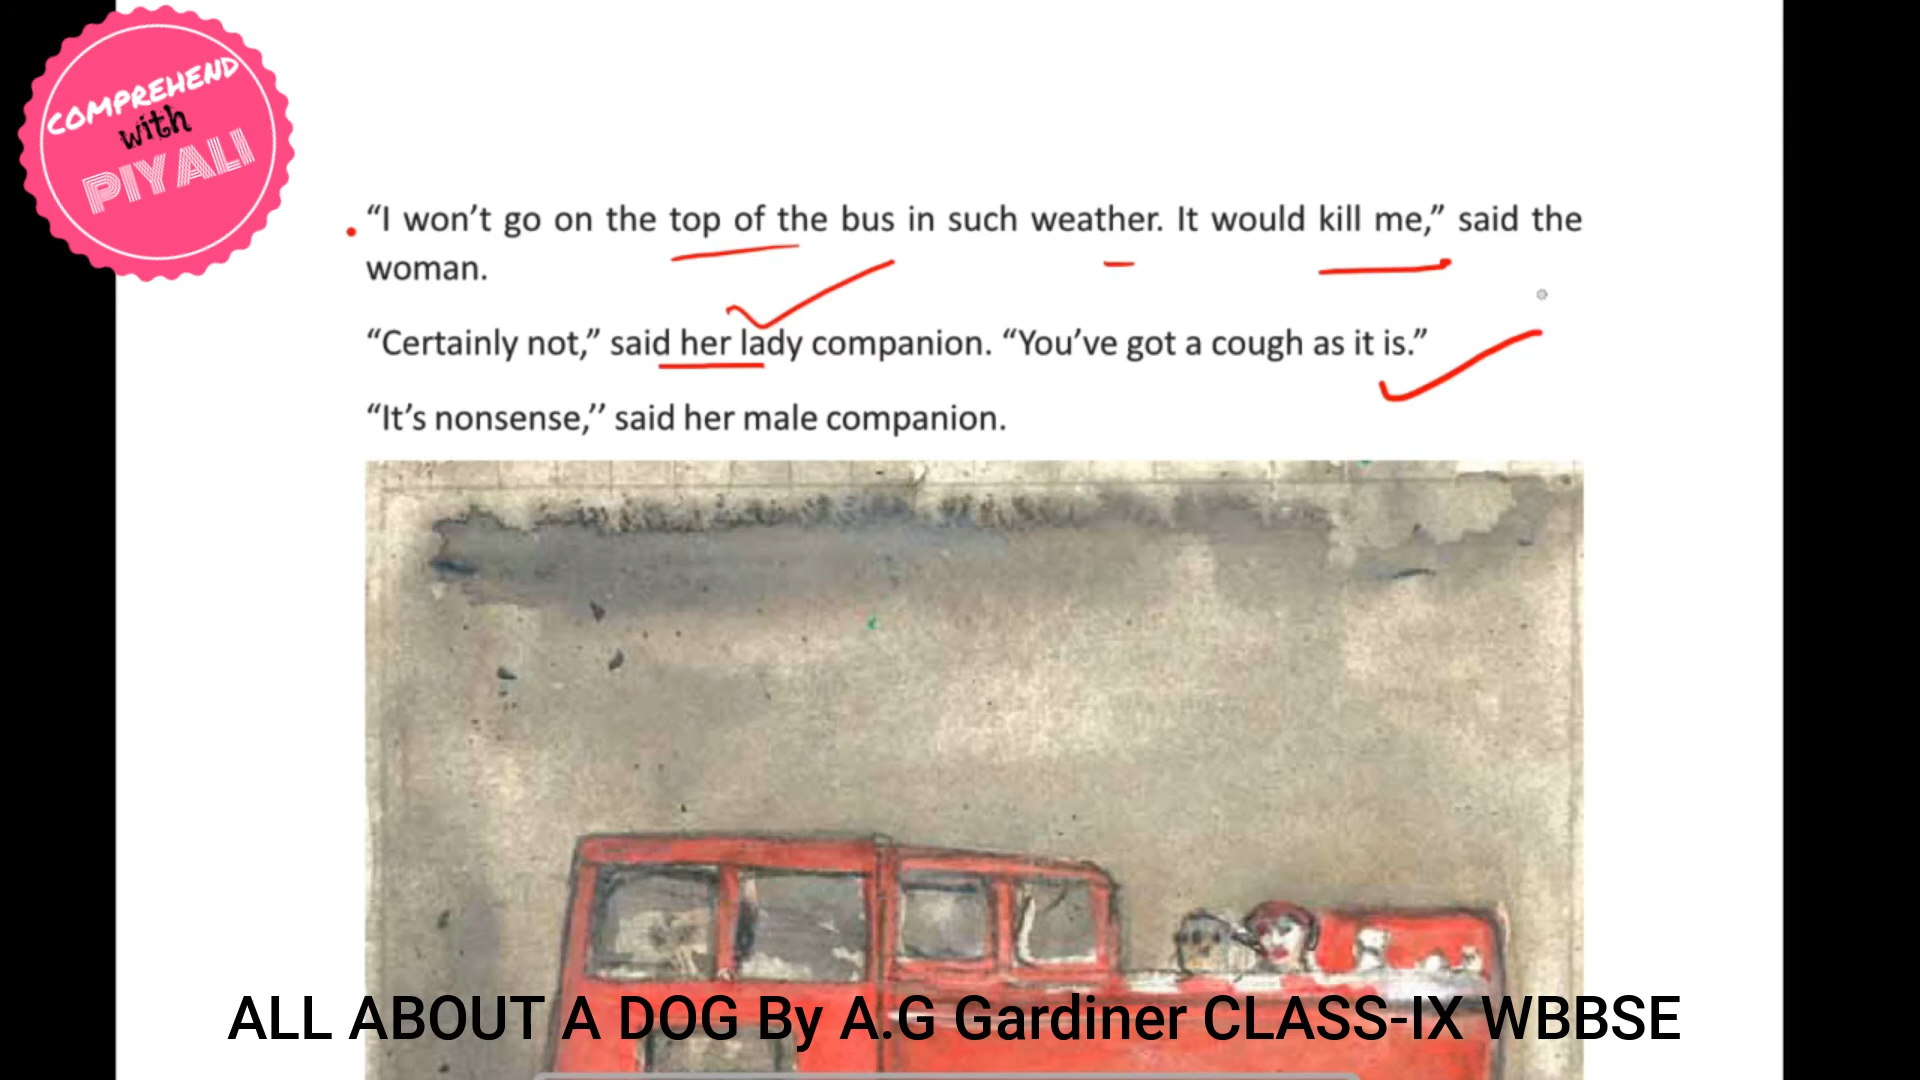 COMPREHEND
with
PIYALI
“I won’t go on the top of the bus in such weather. It would kill me,” said the
woman.
“Certainly not,” said her lady companion. “You’ve got a cough as it is.”
“It’s nonsense,’’ said her male companion.
ALL ABOUT A DOG By A.G Gardiner CLASS-IX WBBSE